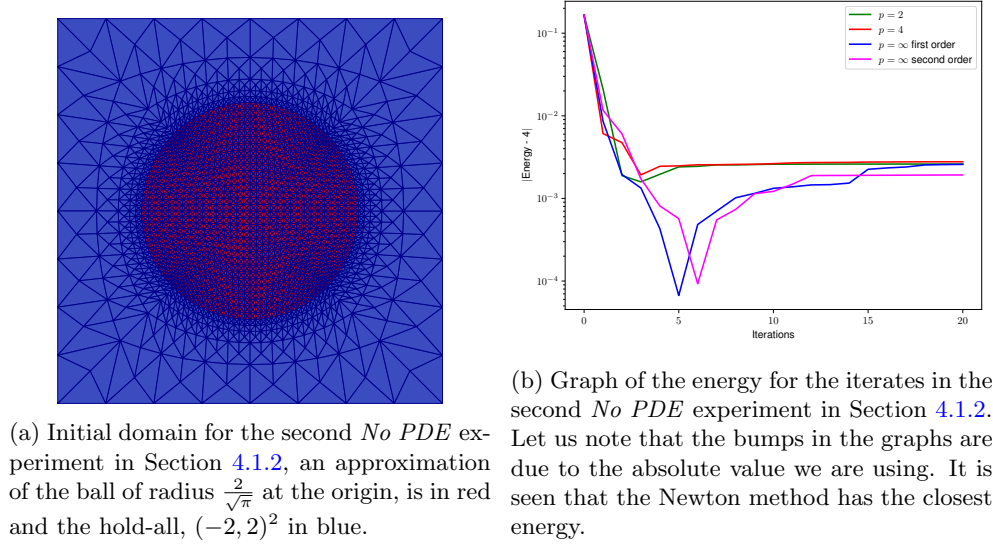 (a) Initial domain for the second No PDE ex-
periment in Section 4.1.2, an approximation
of the ball of radius 2/√π at the origin, is in red
and the hold-all, (−2, 2)² in blue.
10⁻¹
10⁻²
10⁻³
10⁻⁴
|Energy - 4|
0 5 10 15 20
Iterations
p = 2
p = 4
p = ∞ first order
p = ∞ second order
(b) Graph of the energy for the iterates in the
second No PDE experiment in Section 4.1.2.
Let us note that the bumps in the graphs are
due to the absolute value we are using. It is
seen that the Newton method has the closest
energy.